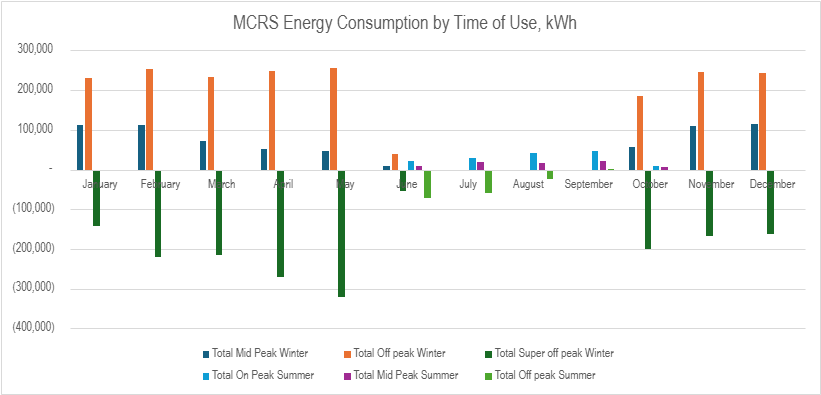 MCRS Energy Consumption by Time of Use, kWh
300,000
200,000
100,000
-
January February March April May June July August September October November December
(100,000)
(200,000)
(300,000)
(400,000)
Total Mid Peak Winter Total Off peak Winter Total Super off peak Winter
Total On Peak Summer Total Mid Peak Summer Total Off peak Summer